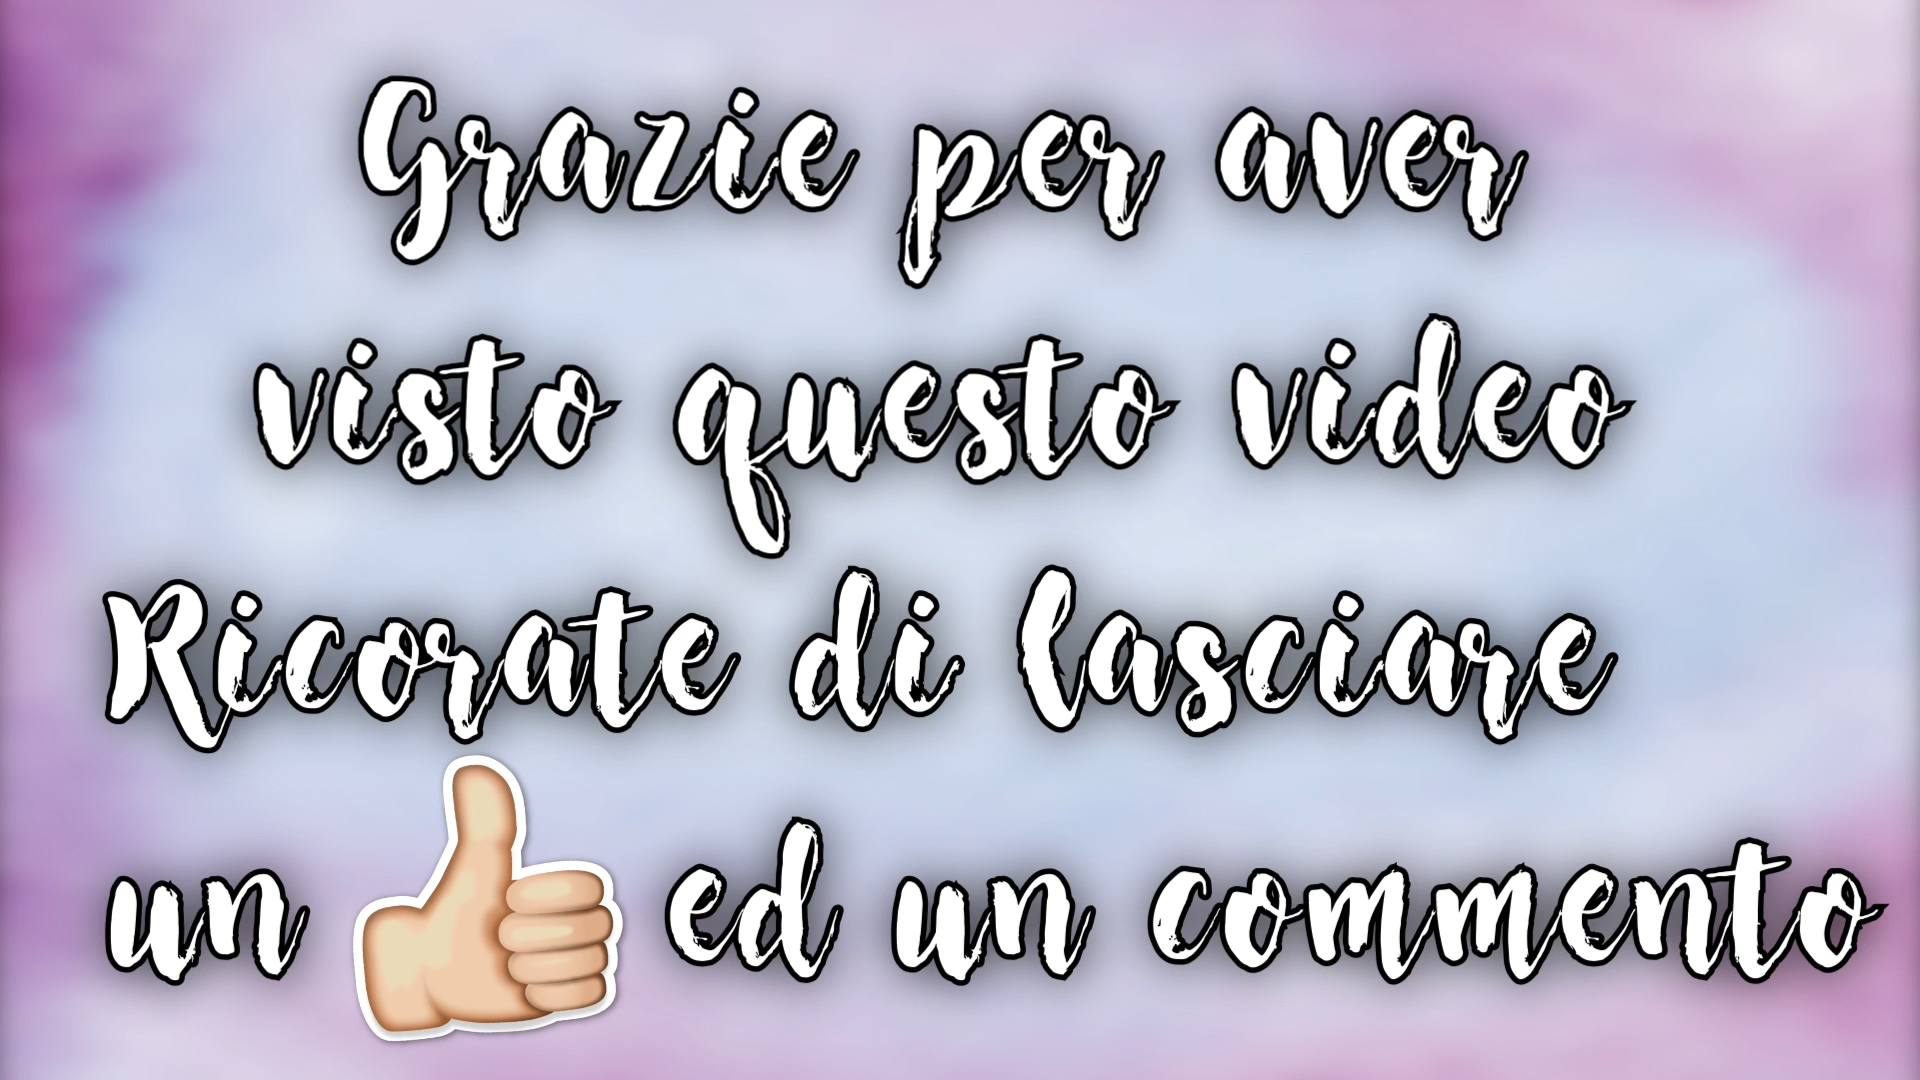 Grazie per aver
visto questo video
Ricorate di lasciare
un 👍🏼 ed un commento